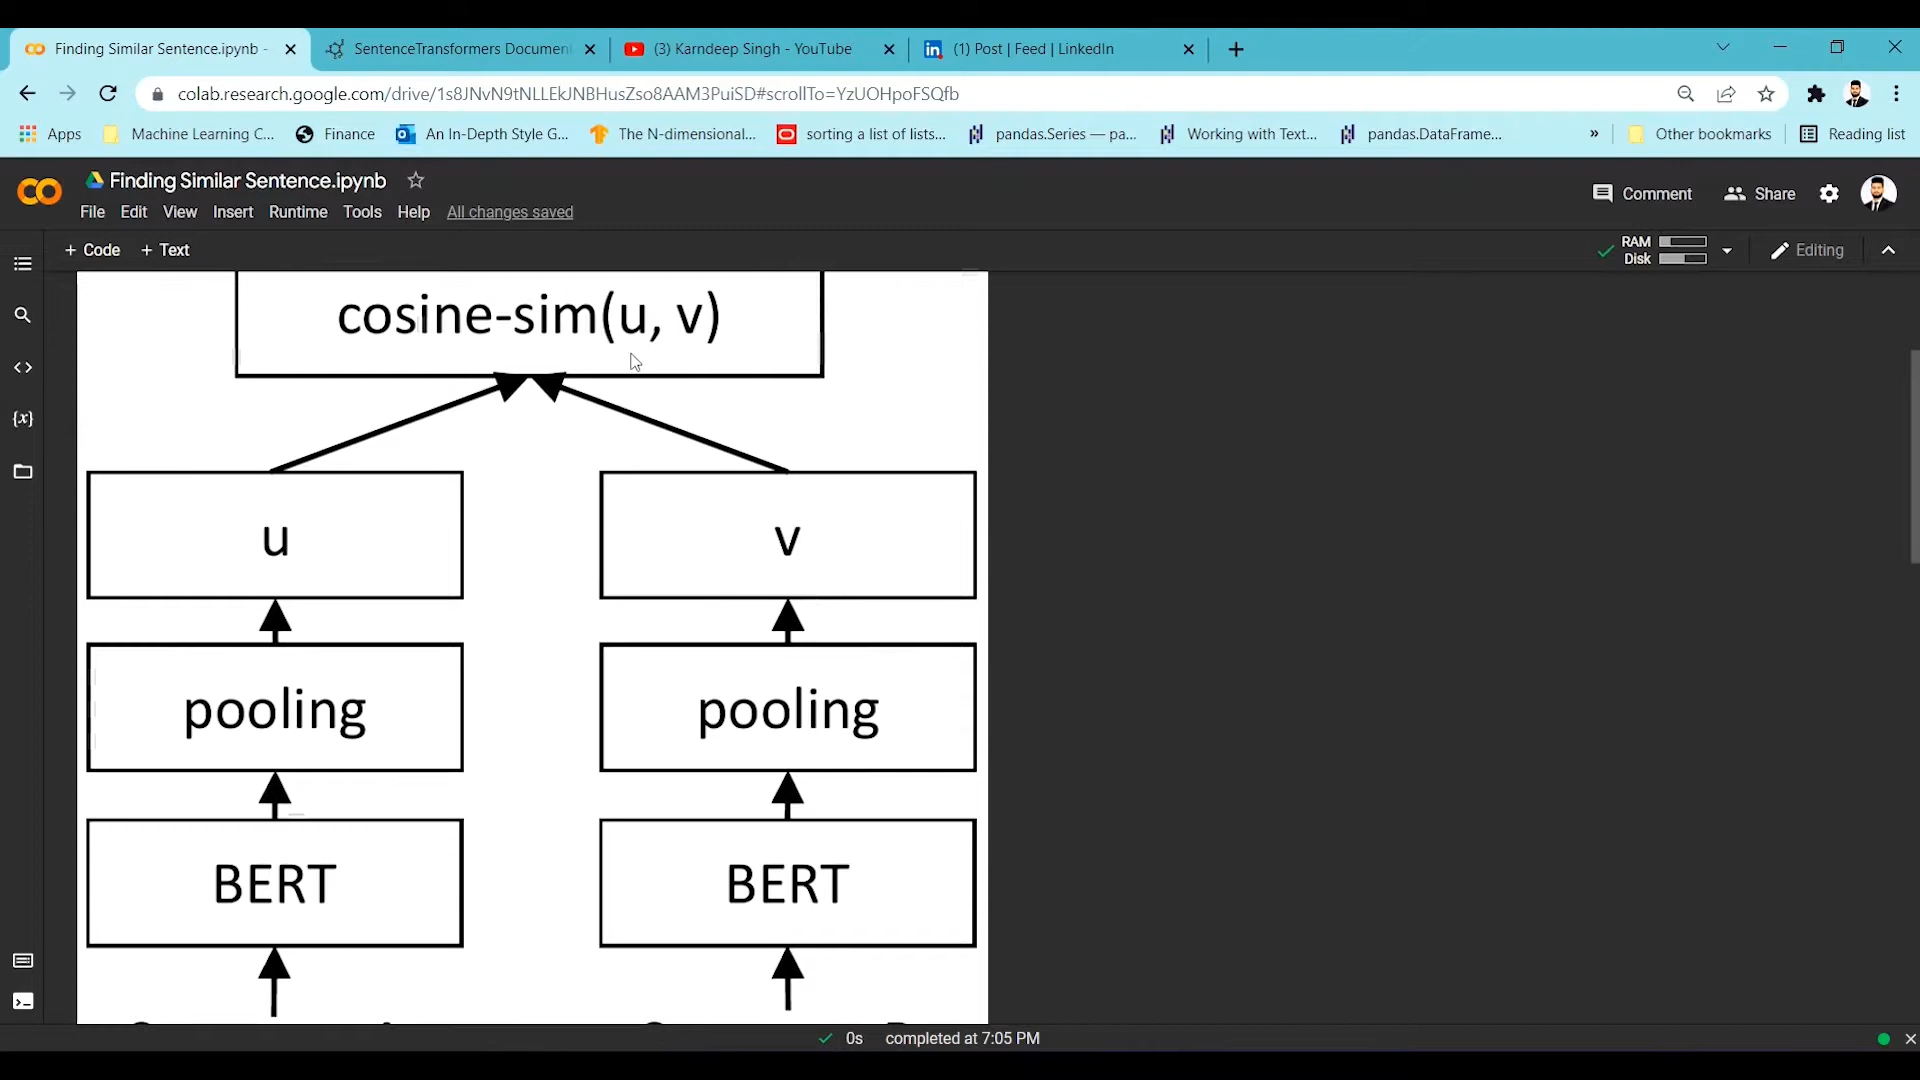 Finding Similar Sentence.ipynb -
SentenceTransformers Documen
(3) Karndeep Singh - YouTube
(1) Post | Feed | LinkedIn
colab.research.google.com/drive/1s8JNvN9tNLLEkJNBHusZso8AAM3PuiSD#scrollTo=YzUOHpoFSQfb
Apps
Machine Learning C...
Finance
An In-Depth Style G...
The N-dimensional...
sorting a list of lists...
pandas.Series — pa...
Working with Text...
pandas.DataFrame...
»
Other bookmarks
Reading list
CO
Finding Similar Sentence.ipynb
Comment
Share
File Edit View Insert Runtime Tools Help All changes saved
+ Code + Text
RAM
Disk
Editing
cosine-sim(u, v)
u
v
pooling
pooling
BERT
BERT
0s completed at 7:05 PM